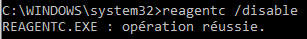 C:\WINDOWS\system32>reagentc /disable
REAGENTC.EXE : opération réussie.